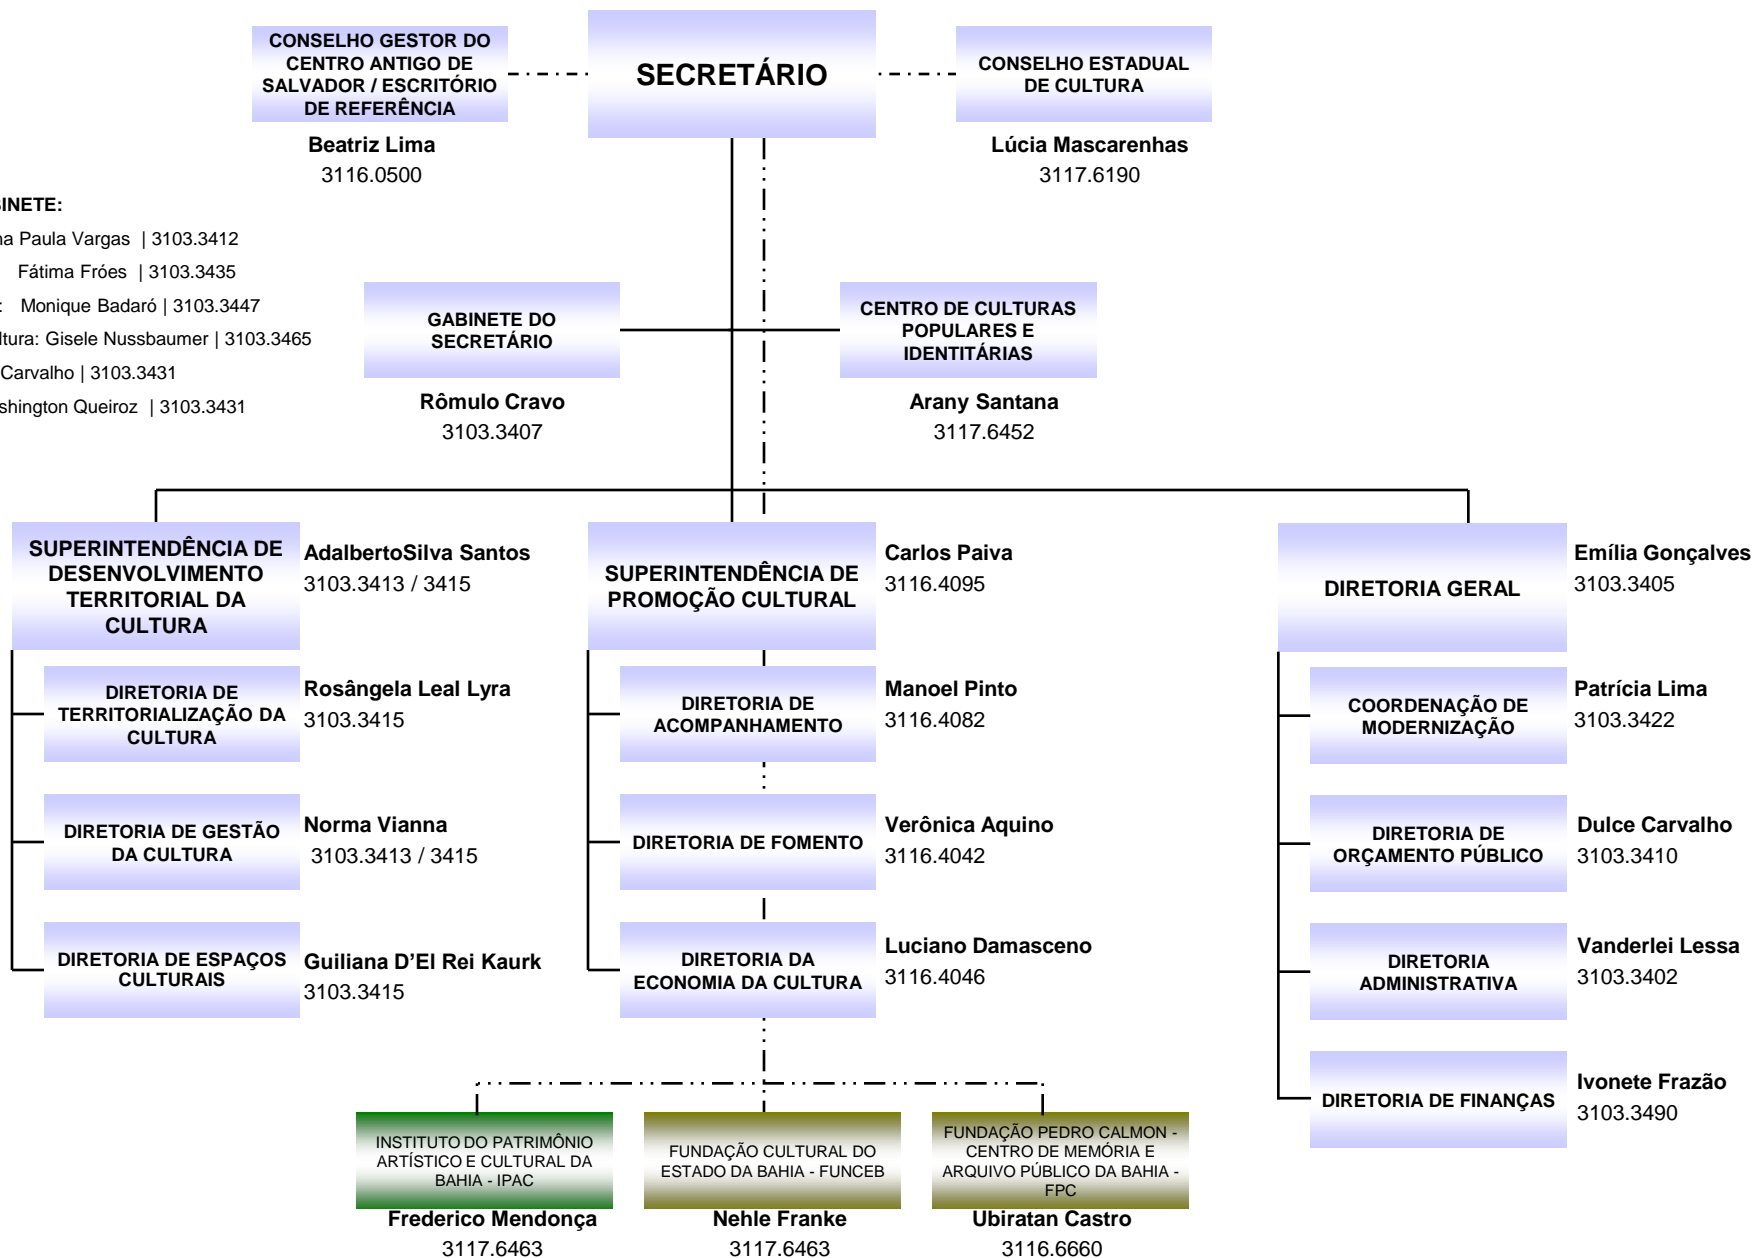 CONSELHO GESTOR DO
CENTRO ANTIGO DE
SALVADOR / ESCRITÓRIO
DE REFERÊNCIA
Beatriz Lima
3116.0500
SECRETÁRIO
CONSELHO ESTADUAL
DE CULTURA
Lúcia Mascarenhas
3117.6190
BINETE:
na Paula Vargas | 3103.3412
Fátima Fróes | 3103.3435
: Monique Badaró | 3103.3447
ltura: Gisele Nussbaumer | 3103.3465
Carvalho | 3103.3431
shington Queiroz | 3103.3431
GABINETE DO
SECRETÁRIO
Rômulo Cravo
3103.3407
CENTRO DE CULTURAS
POPULARES E
IDENTITÁRIAS
Arany Santana
3117.6452
SUPERINTENDÊNCIA DE
DESENVOLVIMENTO
TERRITORIAL DA
CULTURA
AdalbertoSilva Santos
3103.3413 / 3415
DIRETORIA DE
TERRITORIALIZAÇÃO DA
CULTURA
Rosângela Leal Lyra
3103.3415
DIRETORIA DE GESTÃO
DA CULTURA
Norma Vianna
3103.3413 / 3415
DIRETORIA DE ESPAÇOS
CULTURAIS
Guiliana D’El Rei Kaurk
3103.3415
SUPERINTENDÊNCIA DE
PROMOÇÃO CULTURAL
Carlos Paiva
3116.4095
DIRETORIA DE
ACOMPANHAMENTO
Manoel Pinto
3116.4082
DIRETORIA DE FOMENTO
Verônica Aquino
3116.4042
DIRETORIA DA
ECONOMIA DA CULTURA
Luciano Damasceno
3116.4046
DIRETORIA GERAL
Emília Gonçalves
3103.3405
COORDENAÇÃO DE
MODERNIZAÇÃO
Patrícia Lima
3103.3422
DIRETORIA DE
ORÇAMENTO PÚBLICO
Dulce Carvalho
3103.3410
DIRETORIA
ADMINISTRATIVA
Vanderlei Lessa
3103.3402
DIRETORIA DE FINANÇAS
Ivonete Frazão
3103.3490
INSTITUTO DO PATRIMÔNIO
ARTÍSTICO E CULTURAL DA
BAHIA - IPAC
Frederico Mendonça
3117.6463
FUNDAÇÃO CULTURAL DO
ESTADO DA BAHIA - FUNCEB
Nehle Franke
3117.6463
FUNDAÇÃO PEDRO CALMON -
CENTRO DE MEMÓRIA E
ARQUIVO PÚBLICO DA BAHIA -
FPC
Ubiratan Castro
3116.6660